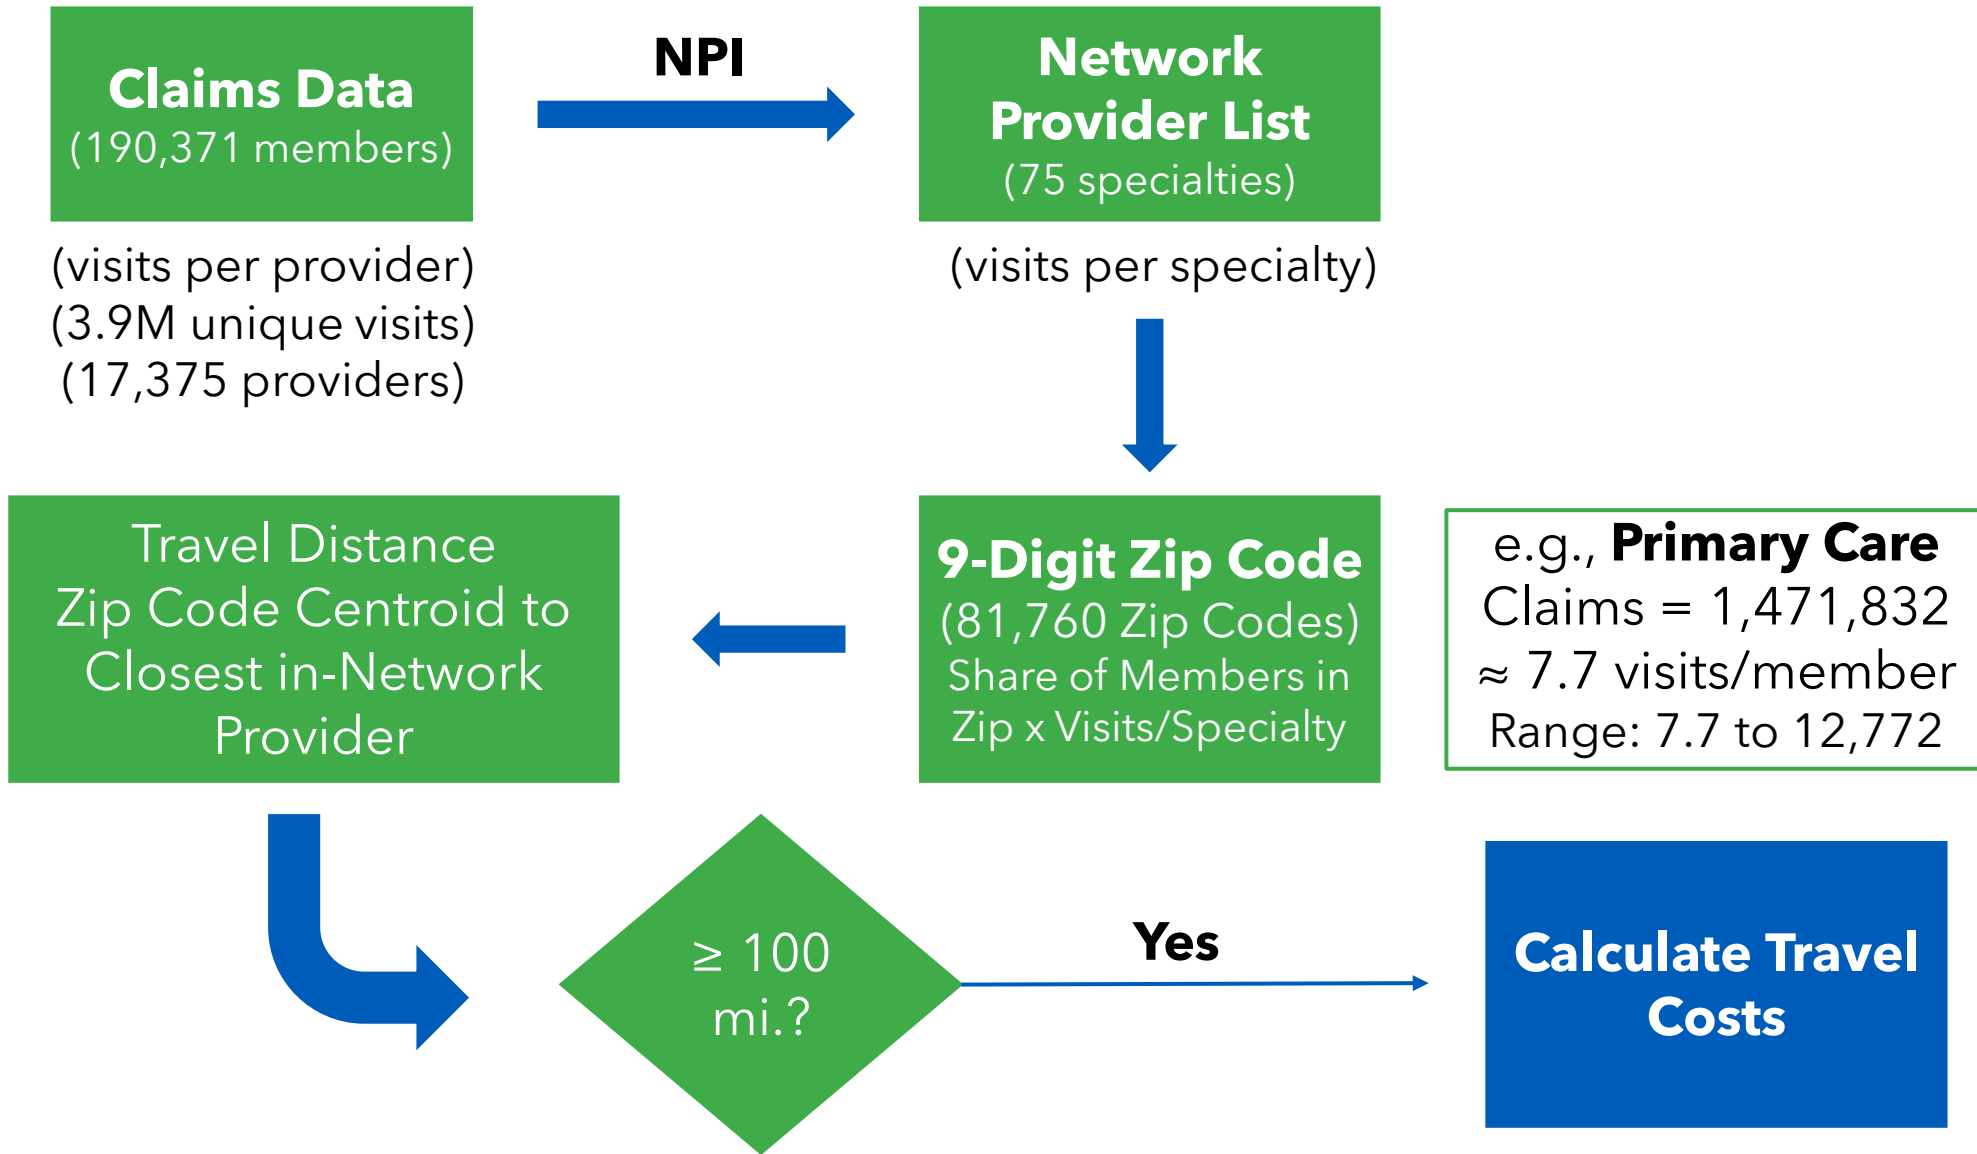 Claims Data
(190,371 members)
NPI
Network
Provider List
(75 specialties)
(visits per provider)
(3.9M unique visits)
(17,375 providers)
(visits per specialty)
Travel Distance
Zip Code Centroid to
Closest in-Network
Provider
9-Digit Zip Code
(81,760 Zip Codes)
Share of Members in
Zip x Visits/Specialty
e.g., Primary Care
Claims = 1,471,832
≈ 7.7 visits/member
Range: 7.7 to 12,772
≥ 100
mi.?
Yes
Calculate Travel
Costs